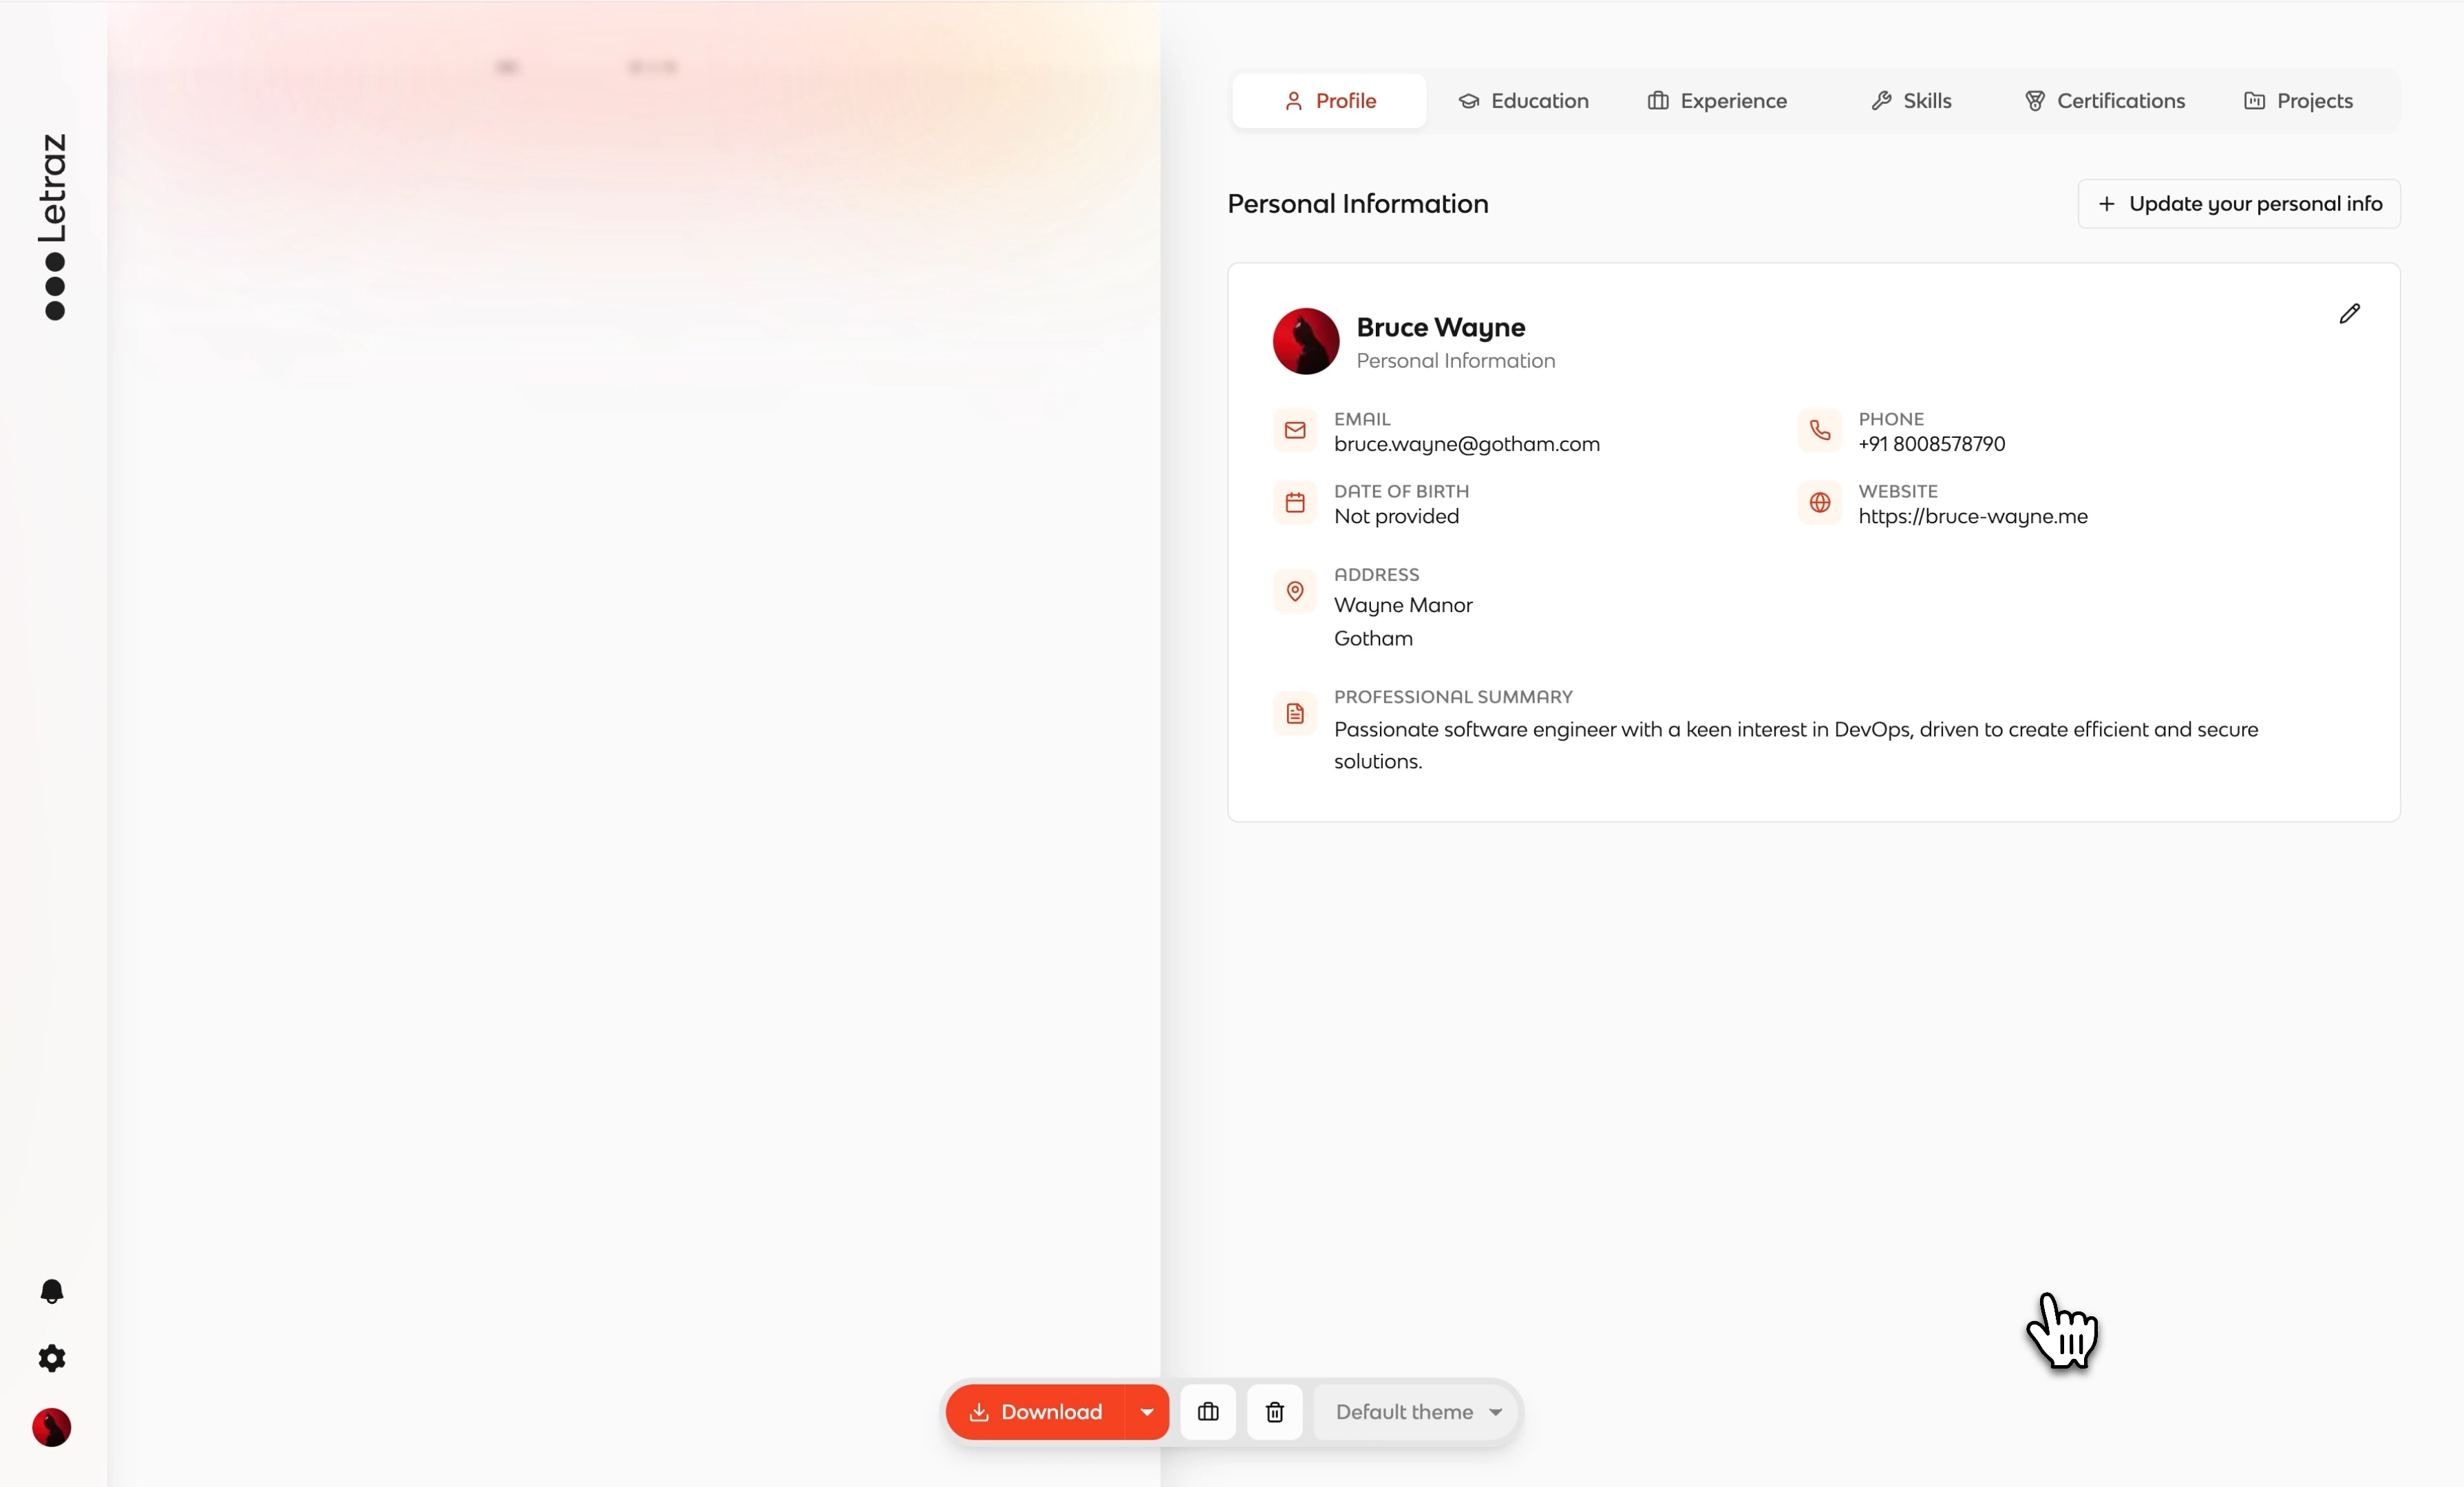 Letraz
Profile
Education
Experience
Skills
Certifications
Projects
Personal Information
Update your personal info
Bruce Wayne
Personal Information
EMAIL
bruce.wayne@gotham.com
PHONE
+91 8008578790
DATE OF BIRTH
Not provided
WEBSITE
https://bruce-wayne.me
ADDRESS
Wayne Manor
Gotham
PROFESSIONAL SUMMARY
Passionate software engineer with a keen interest in DevOps, driven to create efficient and secure
solutions.
Download
Default theme